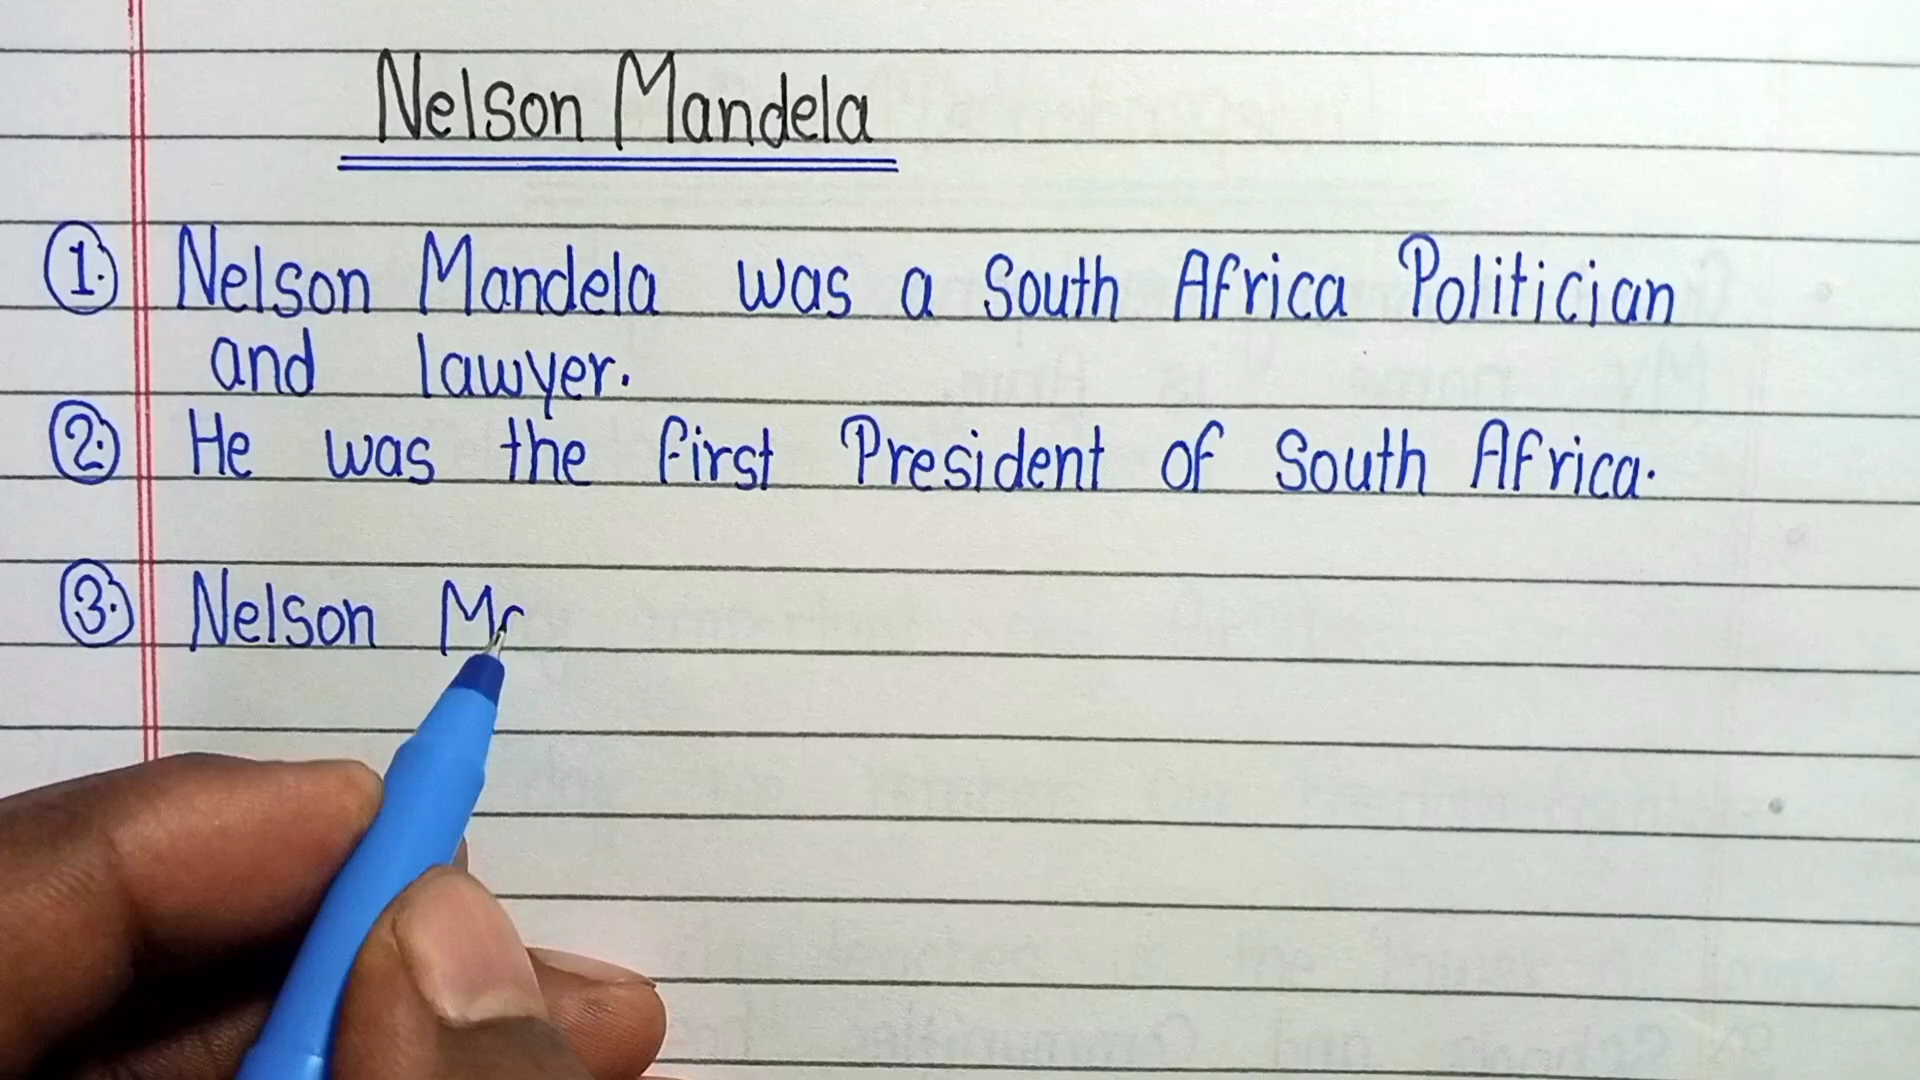 Nelson Mandela
1. Nelson Mandela was a South Africa Politician
and lawyer.
2. He was the first President of South Africa.
3. Nelson